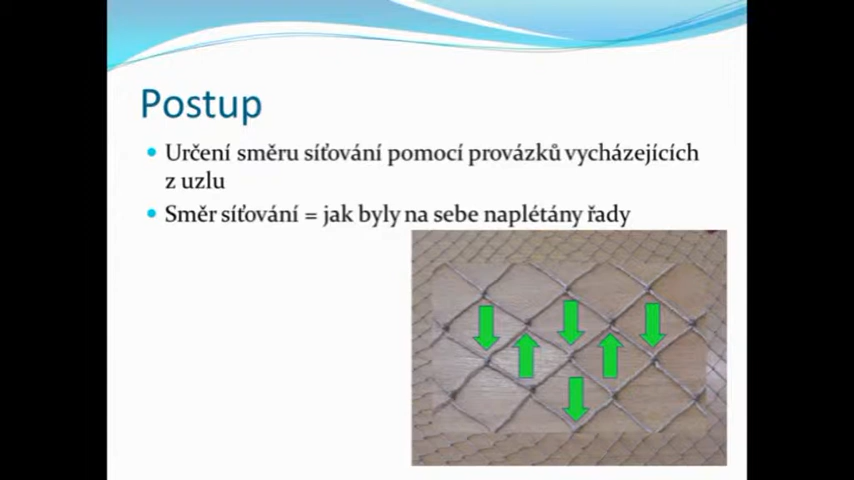 Postup
Určení směru síťování pomocí provázků vycházejících
z uzlu
Směr síťování = jak byly na sebe naplétány řady